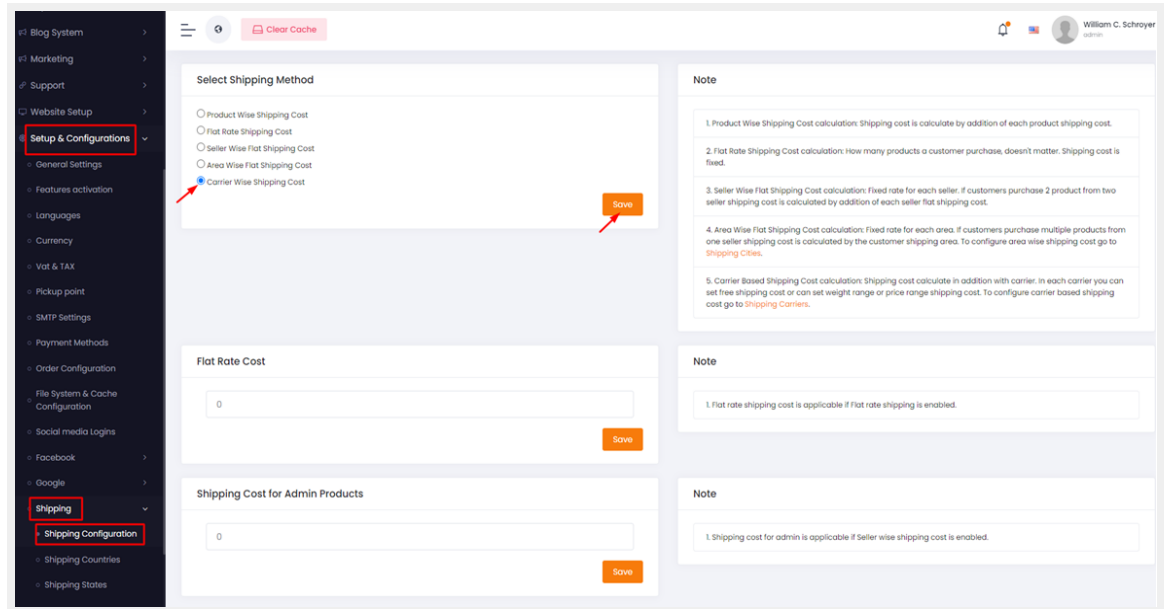 Blog System
Marketing
Support
Website Setup
Setup & Configurations
General Settings
Features activation
Languages
Currency
Vat & TAX
Pickup point
SMTP Settings
Payment Methods
Order Configuration
File System & Cache
Configuration
Social media Logins
Facebook
Google
Shipping
Shipping Configuration
Shipping Countries
Shipping States
Clear Cache
William C. Schroyer
admin
Select Shipping Method
Product Wise Shipping Cost
Flat Rate Shipping Cost
Seller Wise Flat Shipping Cost
Area Wise Flat Shipping Cost
Carrier Wise Shipping Cost
Save
Note
1. Product Wise Shipping Cost calculation: Shipping cost is calculate by addition of each product shipping cost.
2. Flat Rate Shipping Cost calculation: How many products a customer purchase, doesn't matter. Shipping cost is
fixed.
3. Seller Wise Flat Shipping Cost calculation: Fixed rate for each seller. If customers purchase 2 product from two
seller shipping cost is calculated by addition of each seller flat shipping cost.
4. Area Wise Flat Shipping Cost calculation: Fixed rate for each area. If customers purchase multiple products from
one seller shipping cost is calculated by the customer shipping area. To configure area wise shipping cost go to
Shipping Cities.
5. Carrier Based Shipping Cost calculation: Shipping cost calculate in addition with carrier. In each carrier you can
set free shipping cost or can set weight range or price range shipping cost. To configure carrier based shipping
cost go to Shipping Carriers.
Flat Rate Cost
0
Save
Note
1. Flat rate shipping cost is applicable if Flat rate shipping is enabled.
Shipping Cost for Admin Products
0
Save
Note
1. Shipping cost for admin is applicable if Seller wise shipping cost is enabled.